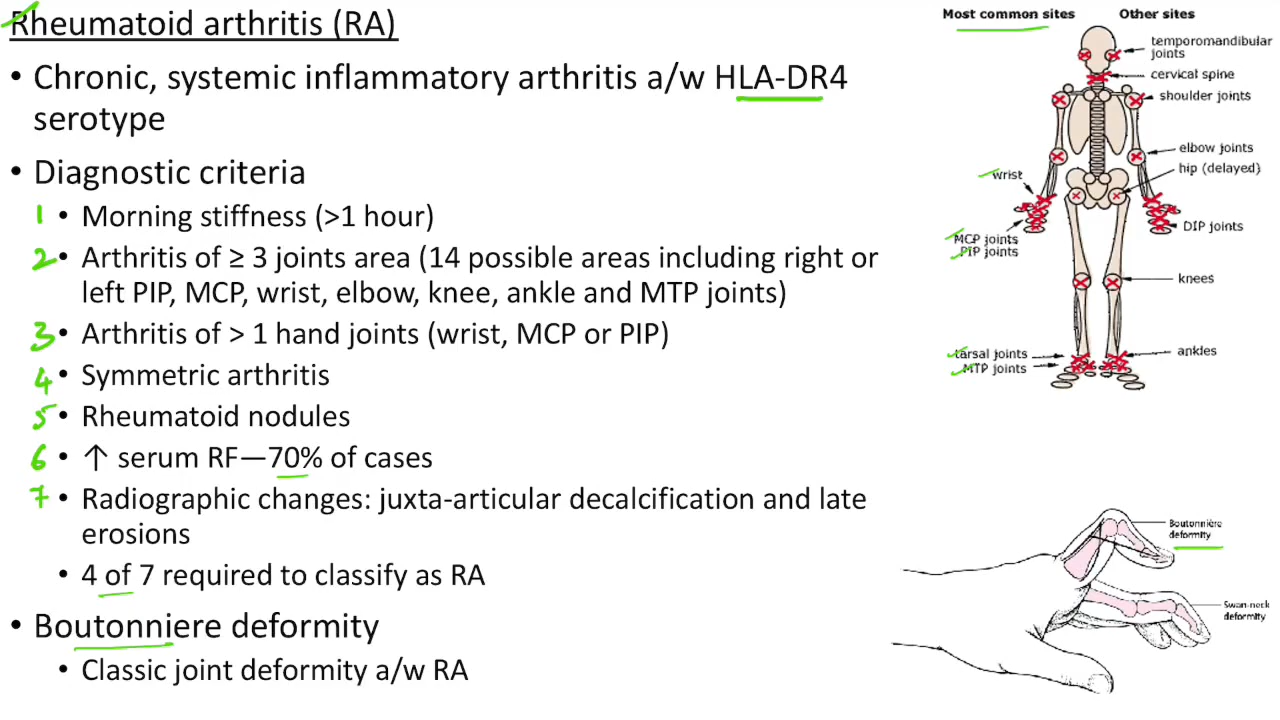 Rheumatoid arthritis (RA)
• Chronic, systemic inflammatory arthritis a/w HLA-DR4
serotype
• Diagnostic criteria
1 • Morning stiffness (>1 hour)
2 • Arthritis of ≥ 3 joints area (14 possible areas including right or
left PIP, MCP, wrist, elbow, knee, ankle and MTP joints)
3 • Arthritis of > 1 hand joints (wrist, MCP or PIP)
4 • Symmetric arthritis
5 • Rheumatoid nodules
6 • ↑ serum RF—70% of cases
7 • Radiographic changes: juxta-articular decalcification and late
erosions
• 4 of 7 required to classify as RA
• Boutonniere deformity
• Classic joint deformity a/w RA
Most common sites
Other sites
temporomandibular
joints
cervical spine
shoulder joints
elbow joints
hip (delayed)
wrist
DIP joints
MCP joints
PIP joints
knees
tarsal joints
MTP joints
ankles
Boutonnière
deformity
Swan-neck
deformity